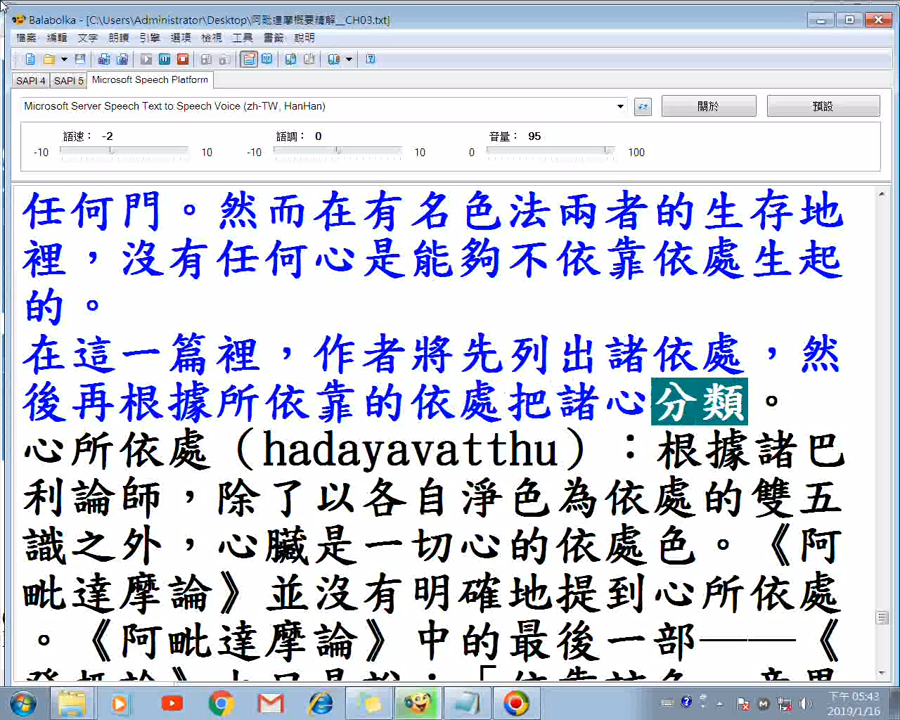 Balabolka - [C:\Users\Administrator\Desktop\阿毗達摩概要精解__CH03.txt]
檔案 編輯 文字 朗讀 引擎 選項 檢視 工具 書籤 說明
SAPI 4 SAPI 5 Microsoft Speech Platform
Microsoft Server Speech Text to Speech Voice (zh-TW, HanHan) 關於 預設
語速： -2 語調： 0 音量： 95
-10 10 -10 10 0 100
任何門。然而在有名色法兩者的生存地
裡，沒有任何心是能夠不依靠依處生起
的。
在這一篇裡，作者將先列出諸依處，然
後再根據所依靠的依處把諸心分類。
心所依處（hadayavatthu）：根據諸巴
利論師，除了以各自淨色為依處的雙五
識之外，心臟是一切心的依處色。《阿
毗達摩論》並沒有明確地提到心所依處
。《阿毗達摩論》中的最後一部——《
下午 05:43
2019/1/16